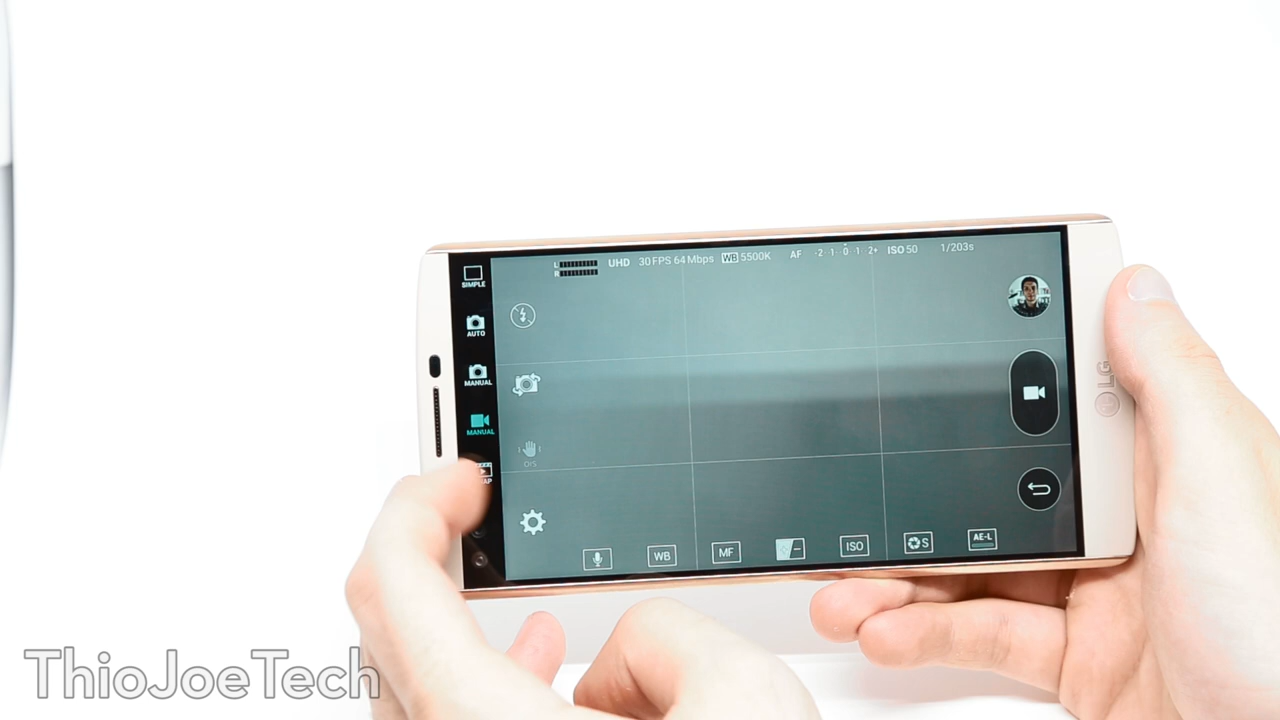 SIMPLE
AUTO
MANUAL
MANUAL
L
R
UHD 30 FPS 64 Mbps WB 5500K AF -2 -1 0 1 2+ ISO 50 1/203s
OIS
WB
MF
ISO
S
AE-L
LG
ThioJoeTech